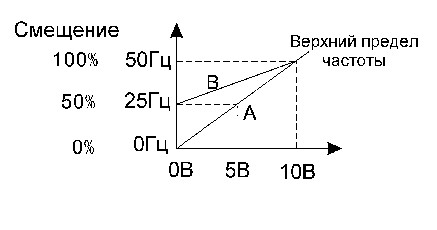 Смещение
Верхний предел
частоты
100% 50Гц
B
50% 25Гц
A
0% 0Гц
0В 5В 10В